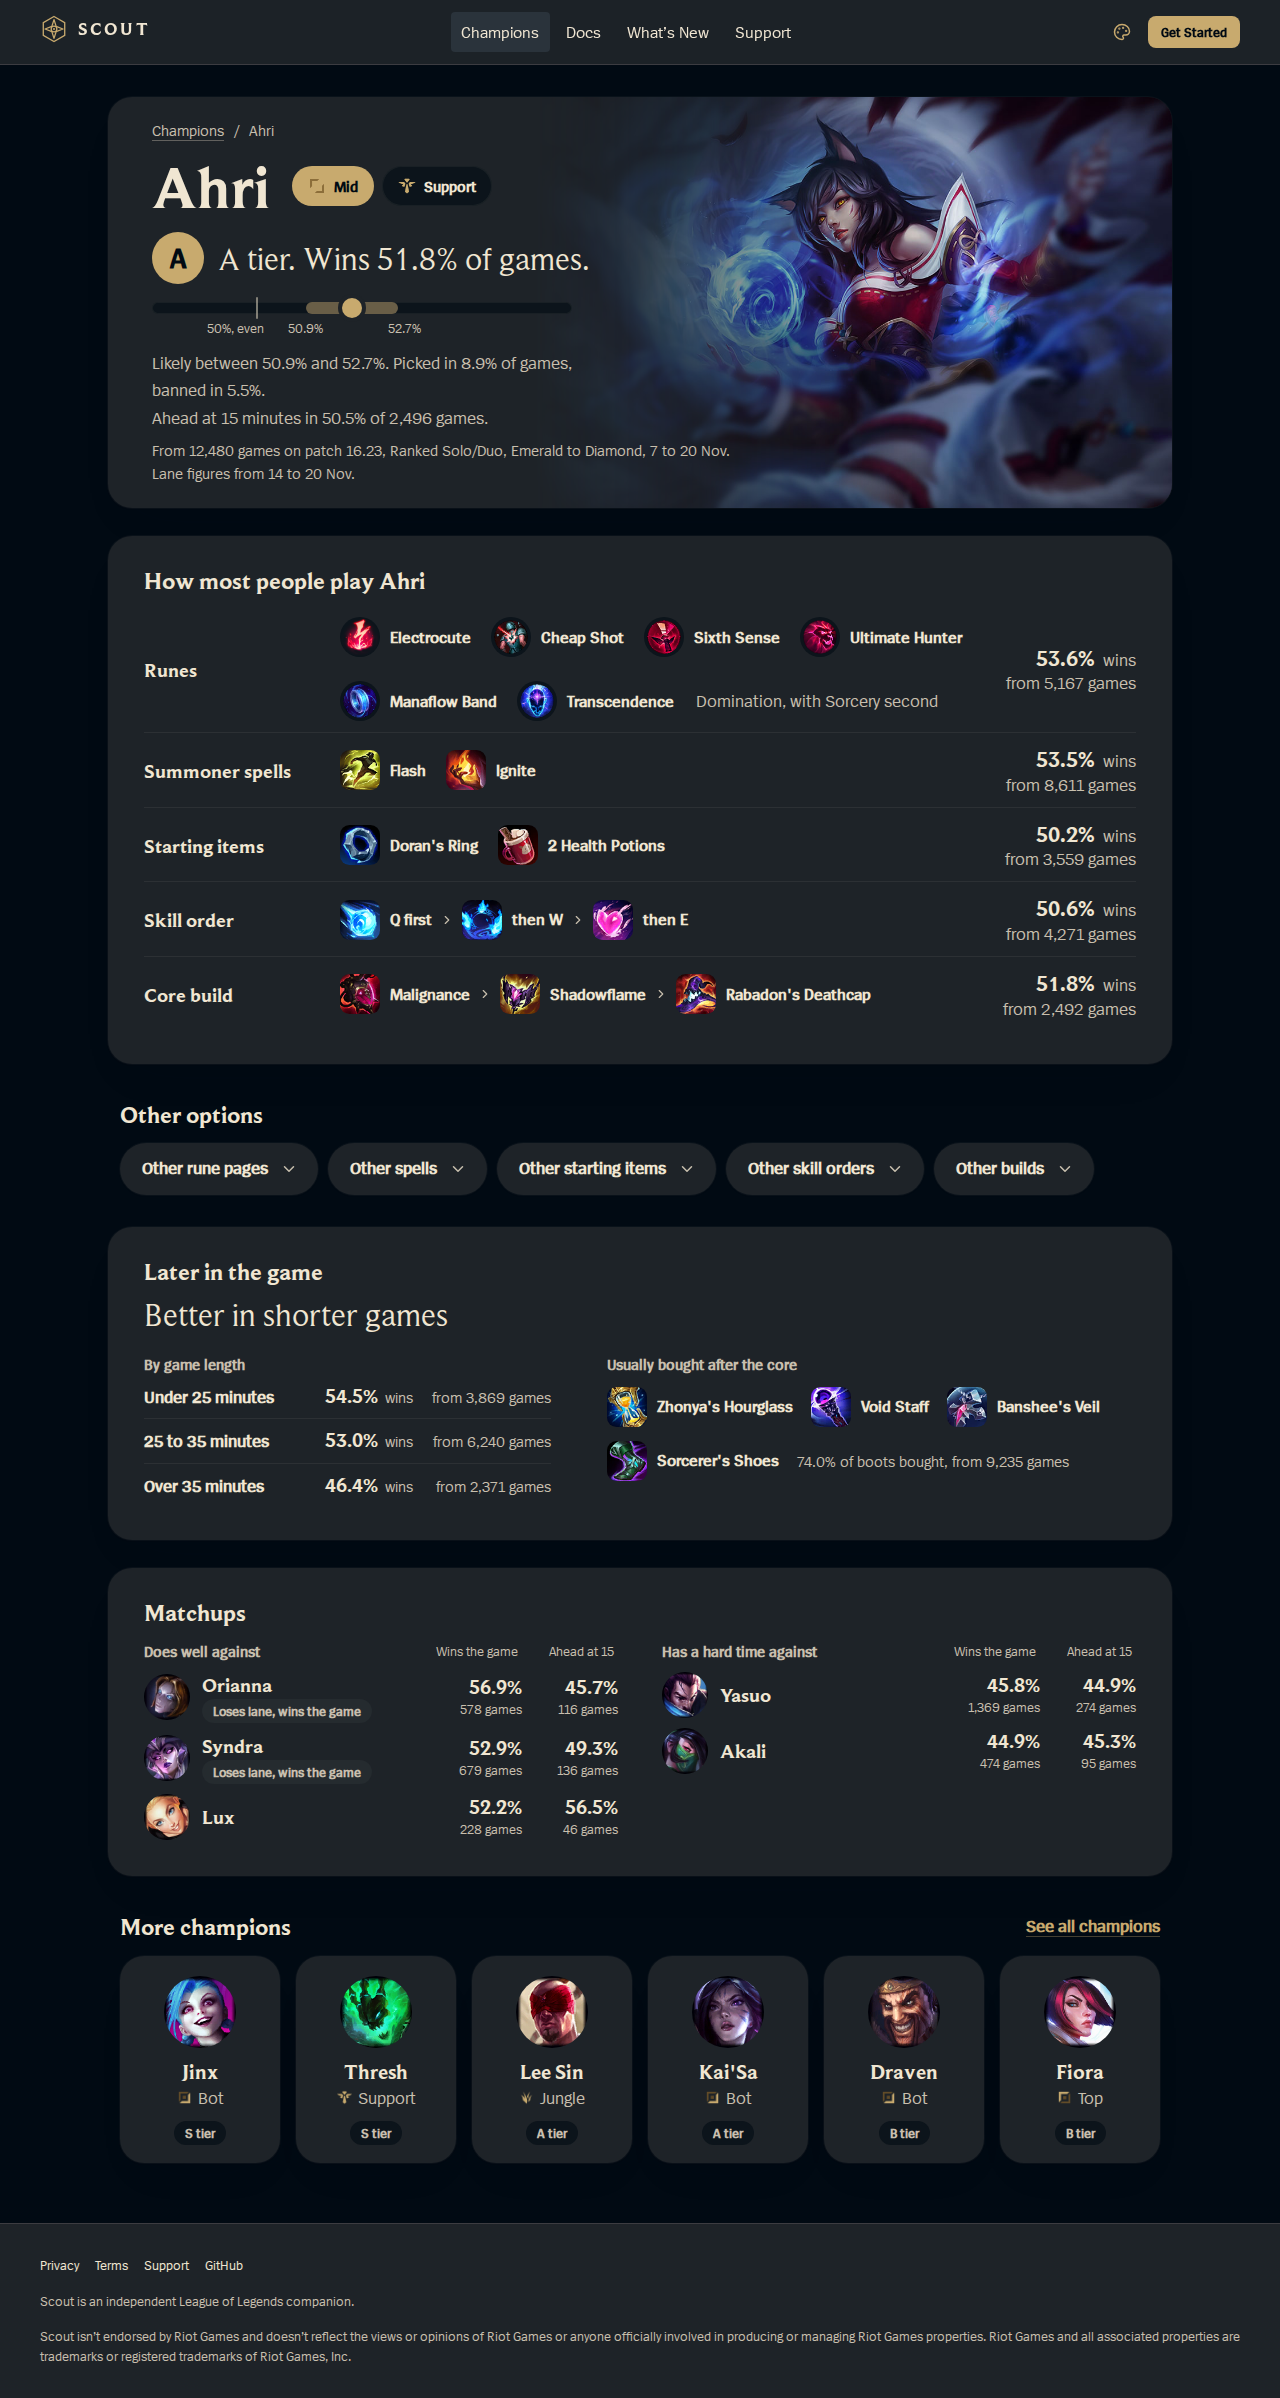 SCOUT
Champions
Docs
What's New
Support
Get Started
Champions / Ahri
Ahri
Mid
Support
A
A tier. Wins 51.8% of games.
50%, even
50.9%
52.7%
Likely between 50.9% and 52.7%. Picked in 8.9% of games,
banned in 5.5%.
Ahead at 15 minutes in 50.5% of 2,496 games.
From 12,480 games on patch 16.23, Ranked Solo/Duo, Emerald to Diamond, 7 to 20 Nov.
Lane figures from 14 to 20 Nov.
How most people play Ahri
Runes
Electrocute
Cheap Shot
Sixth Sense
Ultimate Hunter
Manaflow Band
Transcendence
Domination, with Sorcery second
53.6% wins
from 5,167 games
Summoner spells
Flash
Ignite
53.5% wins
from 8,611 games
Starting items
Doran's Ring
2 Health Potions
50.2% wins
from 3,559 games
Skill order
Q first
then W
then E
50.6% wins
from 4,271 games
Core build
Malignance
Shadowflame
Rabadon's Deathcap
51.8% wins
from 2,492 games
Other options
Other rune pages
Other spells
Other starting items
Other skill orders
Other builds
Later in the game
Better in shorter games
By game length
Under 25 minutes 54.5% wins from 3,869 games
25 to 35 minutes 53.0% wins from 6,240 games
Over 35 minutes 46.4% wins from 2,371 games
Usually bought after the core
Zhonya's Hourglass
Void Staff
Banshee's Veil
Sorcerer's Shoes
74.0% of boots bought, from 9,235 games
Matchups
Does well against
Wins the game
Ahead at 15
Orianna
Loses lane, wins the game
56.9%
578 games
45.7%
116 games
Syndra
Loses lane, wins the game
52.9%
679 games
49.3%
136 games
Lux
52.2%
228 games
56.5%
46 games
Has a hard time against
Wins the game
Ahead at 15
Yasuo
45.8%
1,369 games
44.9%
274 games
Akali
44.9%
474 games
45.3%
95 games
More champions
See all champions
Jinx
Bot
S tier
Thresh
Support
S tier
Lee Sin
Jungle
A tier
Kai'Sa
Bot
A tier
Draven
Bot
B tier
Fiora
Top
B tier
Privacy
Terms
Support
GitHub
Scout is an independent League of Legends companion.
Scout isn't endorsed by Riot Games and doesn't reflect the views or opinions of Riot Games or anyone officially involved in producing or managing Riot Games properties. Riot Games and all associated properties are
trademarks or registered trademarks of Riot Games, Inc.